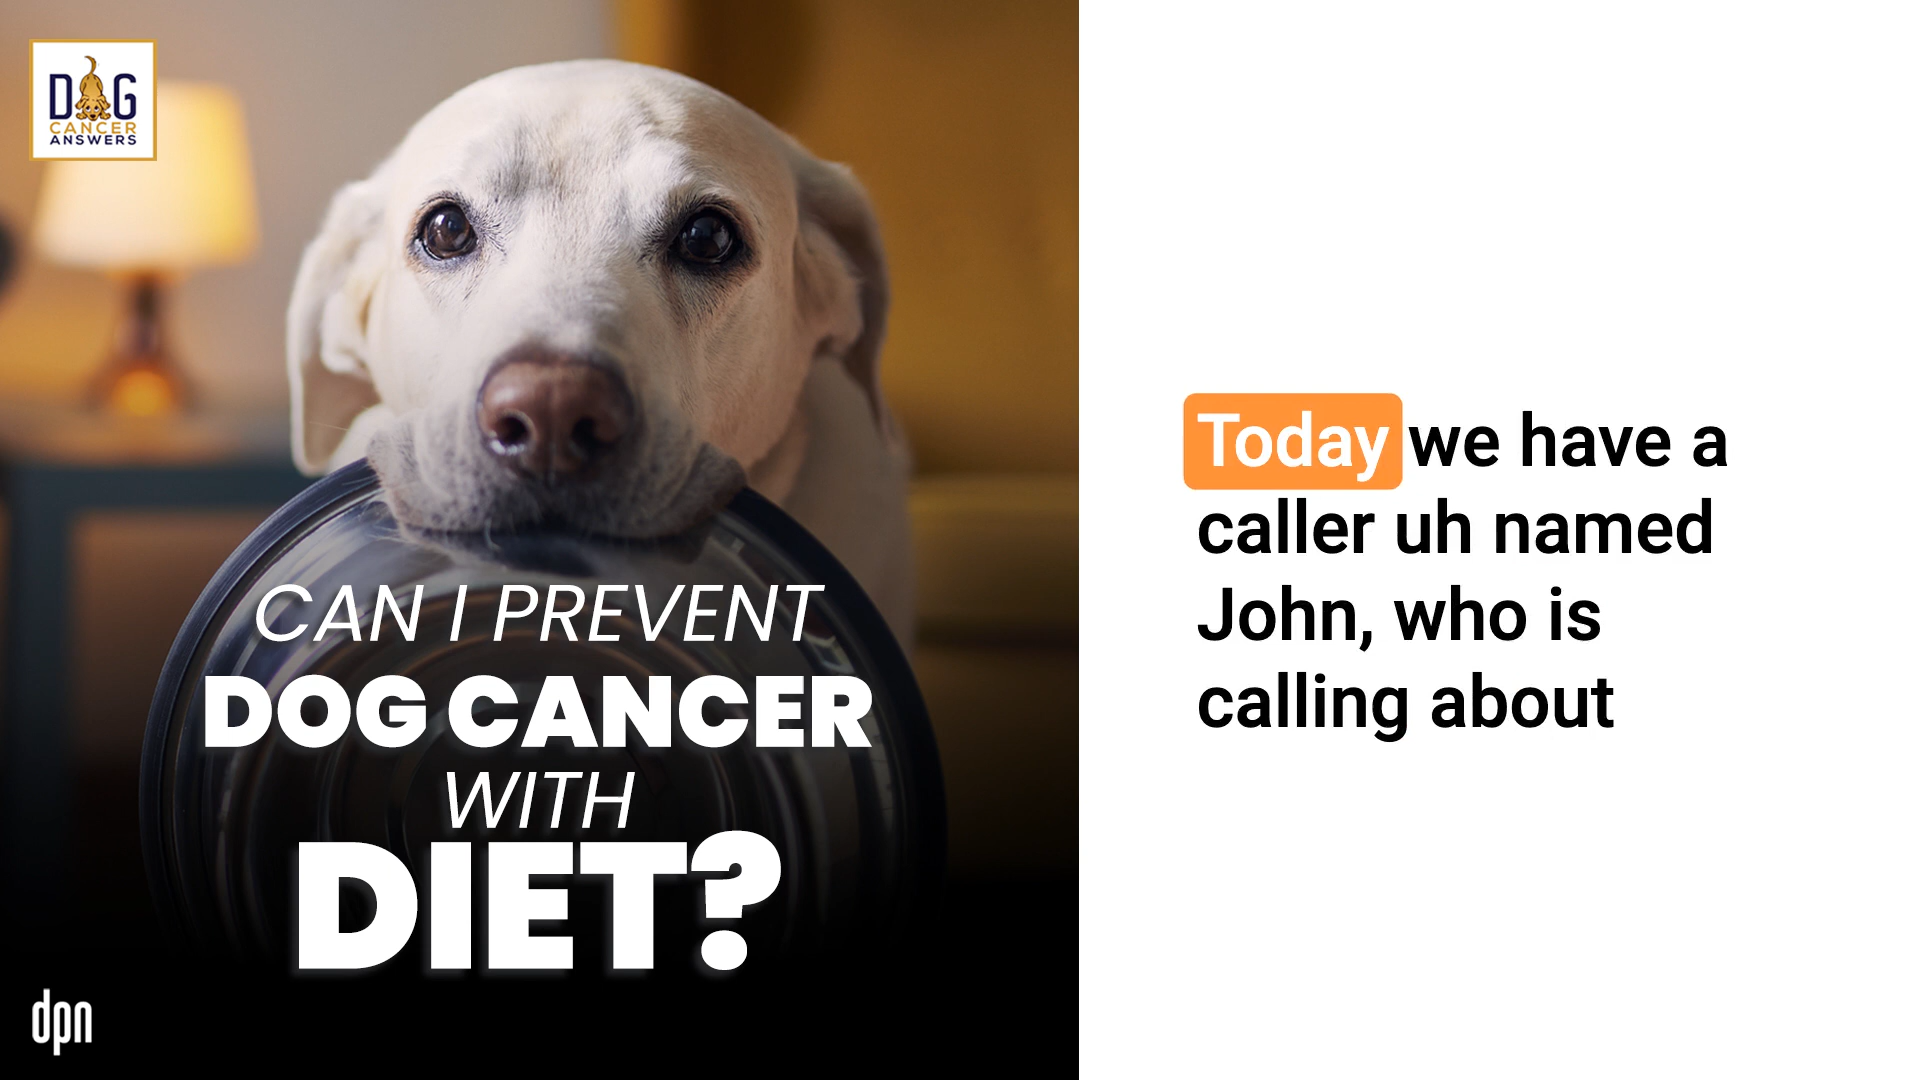 DOG
CANCER
ANSWERS
CAN I PREVENT
DOG CANCER
WITH
DIET?
dpn
Today we have a
caller uh named
John, who is
calling about